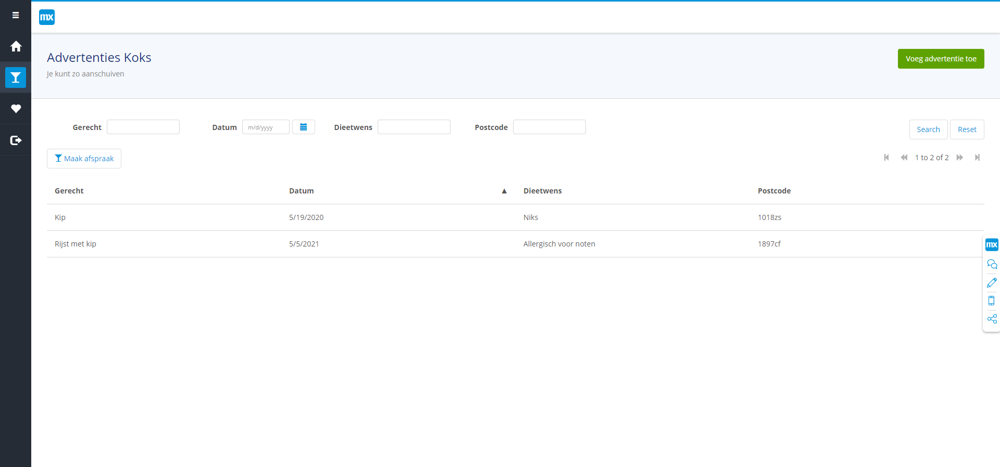 mx
Advertenties Koks
Je kunt zo aanschuiven
Voeg advertentie toe
Gerecht Datum m/d/yyyy Dieetwens Postcode Search Reset
Maak afspraak 1 to 2 of 2
Gerecht Datum ▲ Dieetwens Postcode
Kip 5/19/2020 Niks 1018zs
Rijst met kip 5/5/2021 Allergisch voor noten 1897cf
mx